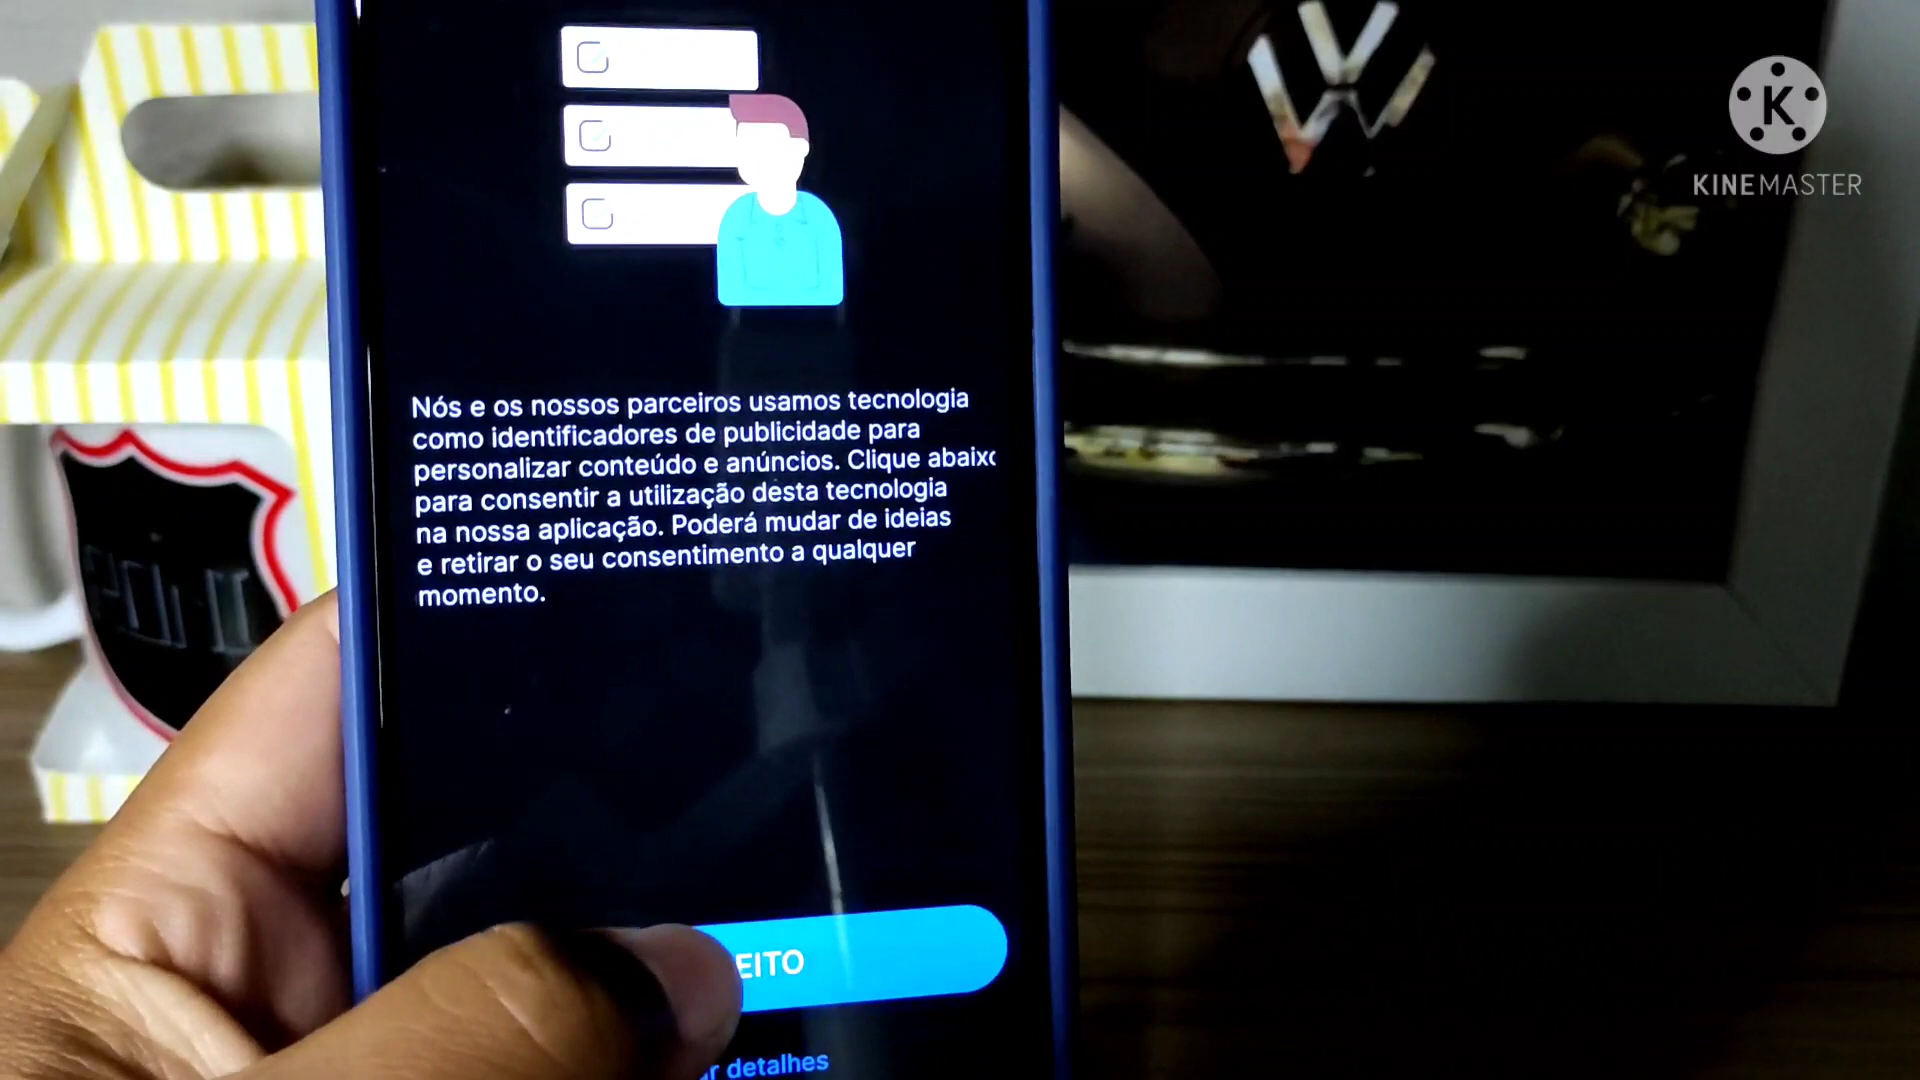 K
KINEMASTER
Nós e os nossos parceiros usamos tecnologia
como identificadores de publicidade para
personalizar conteúdo e anúncios. Clique abaixo
para consentir a utilização desta tecnologia
na nossa aplicação. Poderá mudar de ideias
e retirar o seu consentimento a qualquer
momento.
EITO
r detalhes